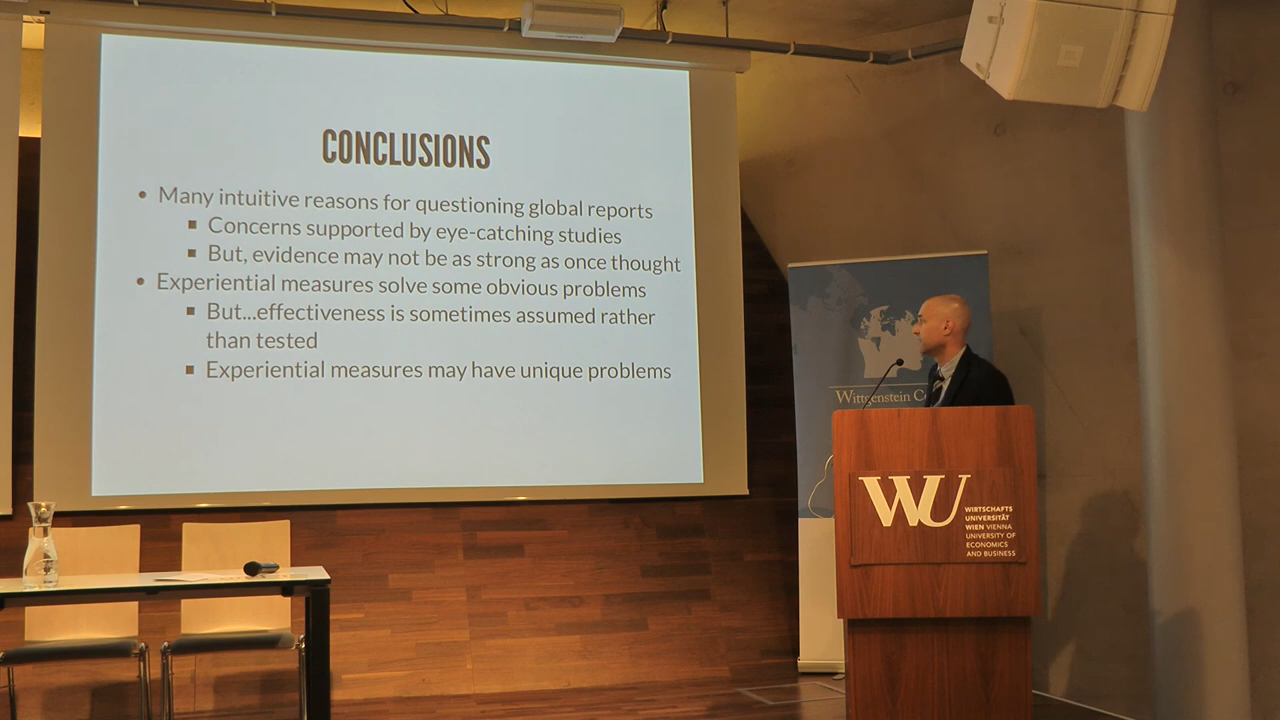 CONCLUSIONS
• Many intuitive reasons for questioning global reports
▪ Concerns supported by eye-catching studies
▪ But, evidence may not be as strong as once thought
• Experiential measures solve some obvious problems
▪ But...effectiveness is sometimes assumed rather
than tested
▪ Experiential measures may have unique problems
Wittgenstein
WU
WIRTSCHAFTS
UNIVERSITÄT
WIEN VIENNA
UNIVERSITY OF
ECONOMICS
AND BUSINESS